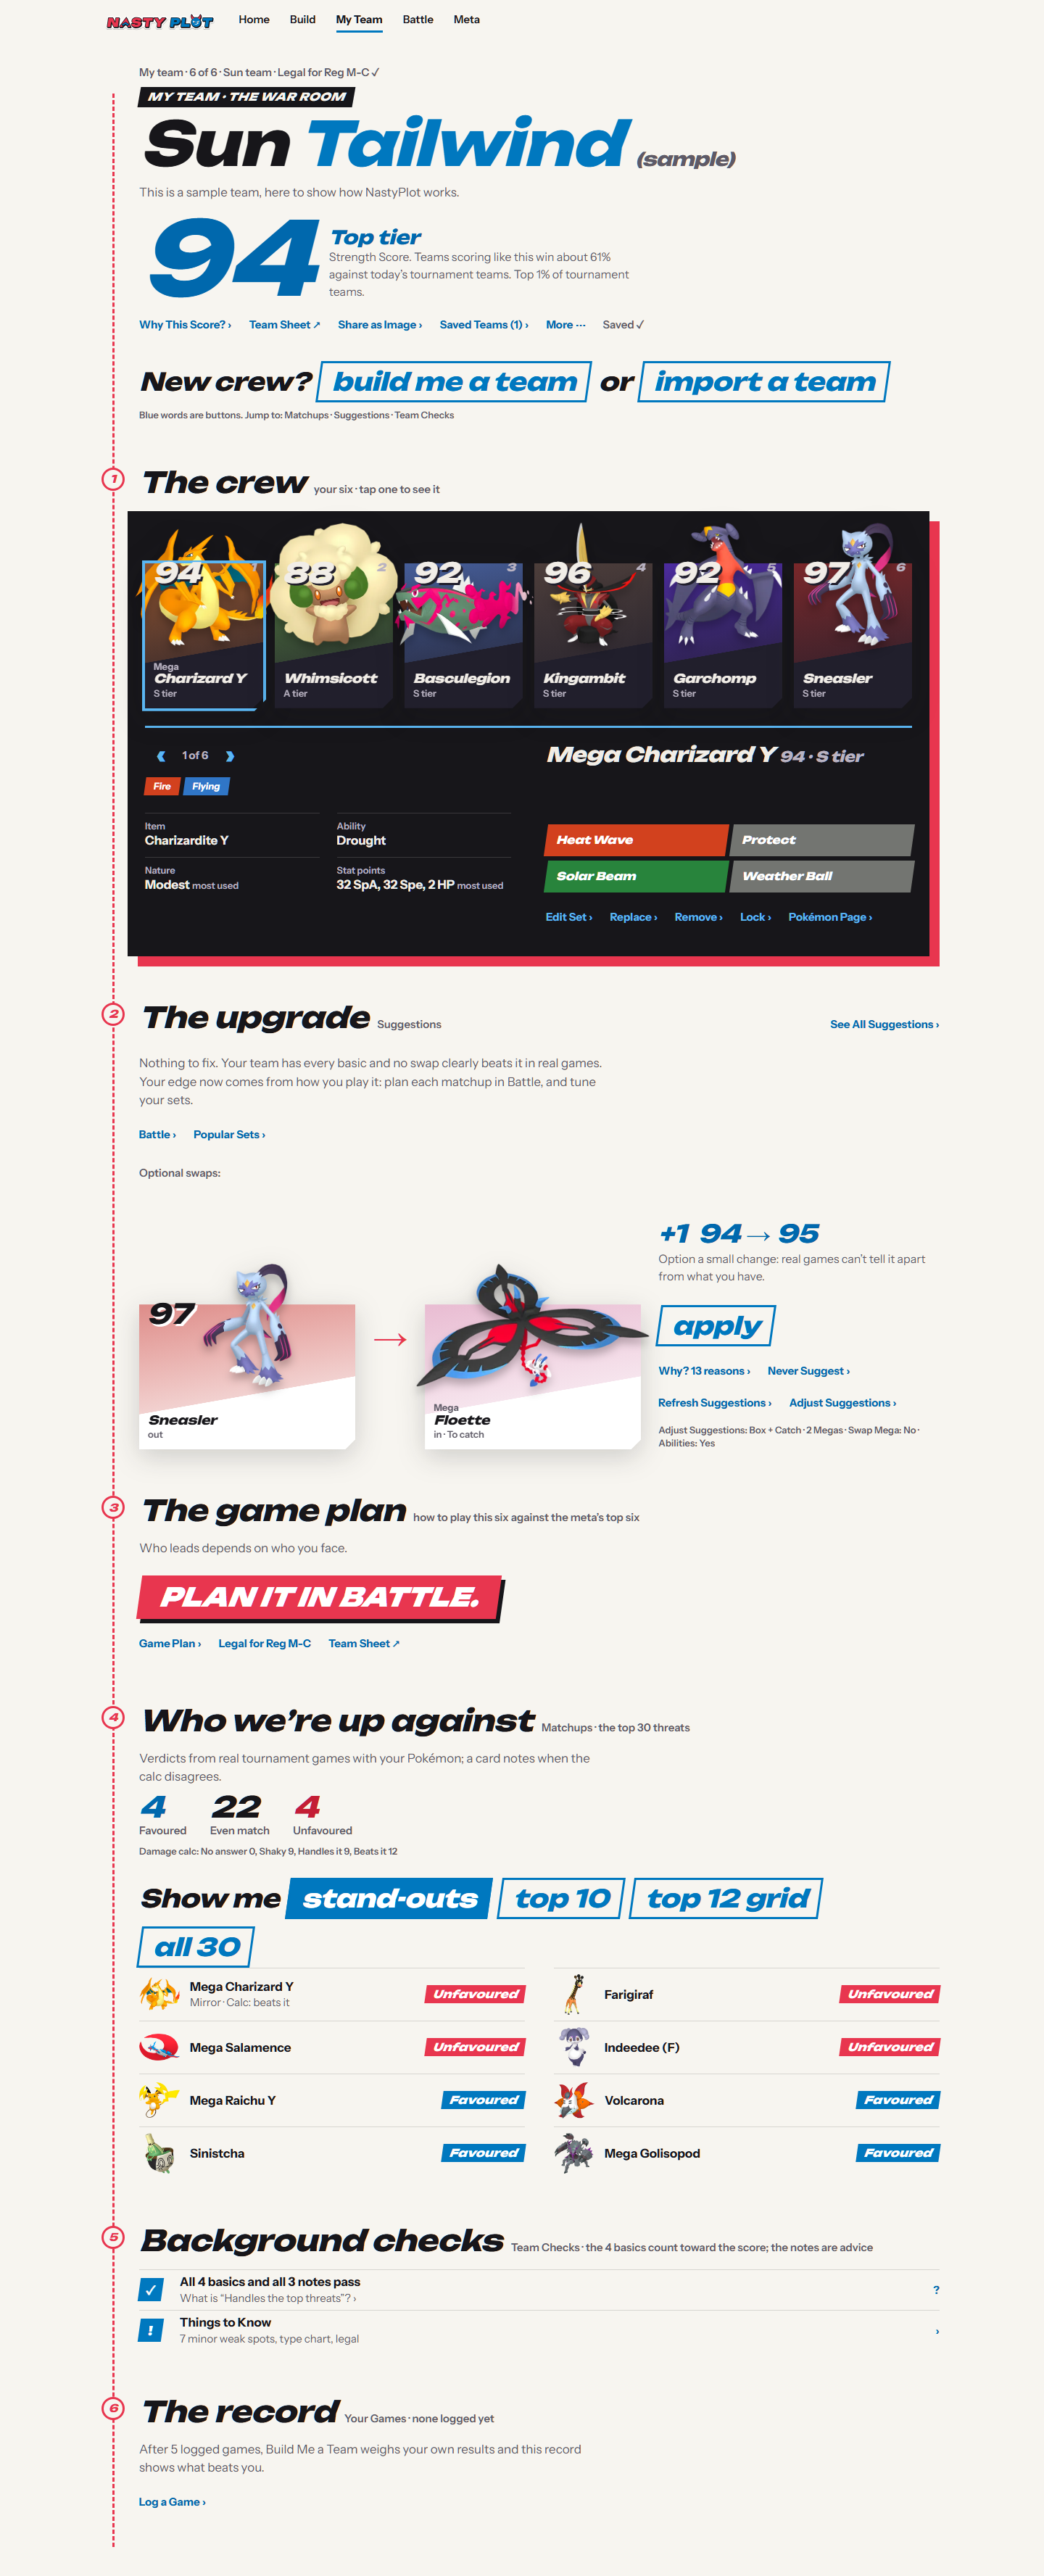 NASTY PLOT
Home Build My Team Battle Meta
My team · 6 of 6 · Sun team · Legal for Reg M-C ✓
MY TEAM · THE WAR ROOM
Sun Tailwind (sample)
This is a sample team, here to show how NastyPlot works.
94
Top tier
Strength Score. Teams scoring like this win about 61%
against today's tournament teams. Top 1% of tournament
teams.
Why This Score? › Team Sheet ↗ Share as Image › Saved Teams (1) › More ··· Saved ✓
New crew? build me a team or import a team
Blue words are buttons. Jump to: Matchups · Suggestions · Team Checks
1 The crew your six · tap one to see it
94
Mega
Charizard Y
S tier
88 2
Whimsicott
A tier
92 3
Basculegion
S tier
96 4
Kingambit
S tier
92 5
Garchomp
S tier
97 6
Sneasler
S tier
‹ 1 of 6 ›
Fire Flying
Item
Charizardite Y
Ability
Drought
Nature
Modest most used
Stat points
32 SpA, 32 Spe, 2 HP most used
Mega Charizard Y 94 · S tier
Heat Wave Protect
Solar Beam Weather Ball
Edit Set › Replace › Remove › Lock › Pokémon Page ›
2 The upgrade Suggestions See All Suggestions ›
Nothing to fix. Your team has every basic and no swap clearly beats it in real games.
Your edge now comes from how you play it: plan each matchup in Battle, and tune
your sets.
Battle › Popular Sets ›
Optional swaps:
97
Sneasler
out
→
Mega
Floette
in · To catch
+1 94 → 95
Option a small change: real games can't tell it apart
from what you have.
apply
Why? 13 reasons › Never Suggest ›
Refresh Suggestions › Adjust Suggestions ›
Adjust Suggestions: Box + Catch · 2 Megas · Swap Mega: No ·
Abilities: Yes
3 The game plan how to play this six against the meta's top six
Who leads depends on who you face.
PLAN IT IN BATTLE.
Game Plan › Legal for Reg M-C Team Sheet ↗
4 Who we're up against Matchups · the top 30 threats
Verdicts from real tournament games with your Pokémon; a card notes when the
calc disagrees.
4 22 4
Favoured Even match Unfavoured
Damage calc: No answer 0, Shaky 9, Handles it 9, Beats it 12
Show me stand-outs top 10 top 12 grid
all 30
Mega Charizard Y
Mirror · Calc: beats it
Unfavoured
Farigiraf Unfavoured
Mega Salamence Unfavoured
Indeedee (F) Unfavoured
Mega Raichu Y Favoured
Volcarona Favoured
Sinistcha Favoured
Mega Golisopod Favoured
5 Background checks Team Checks · the 4 basics count toward the score; the notes are advice
✓ All 4 basics and all 3 notes pass
What is “Handles the top threats”? › ?
! Things to Know
7 minor weak spots, type chart, legal ›
6 The record Your Games · none logged yet
After 5 logged games, Build Me a Team weighs your own results and this record
shows what beats you.
Log a Game ›